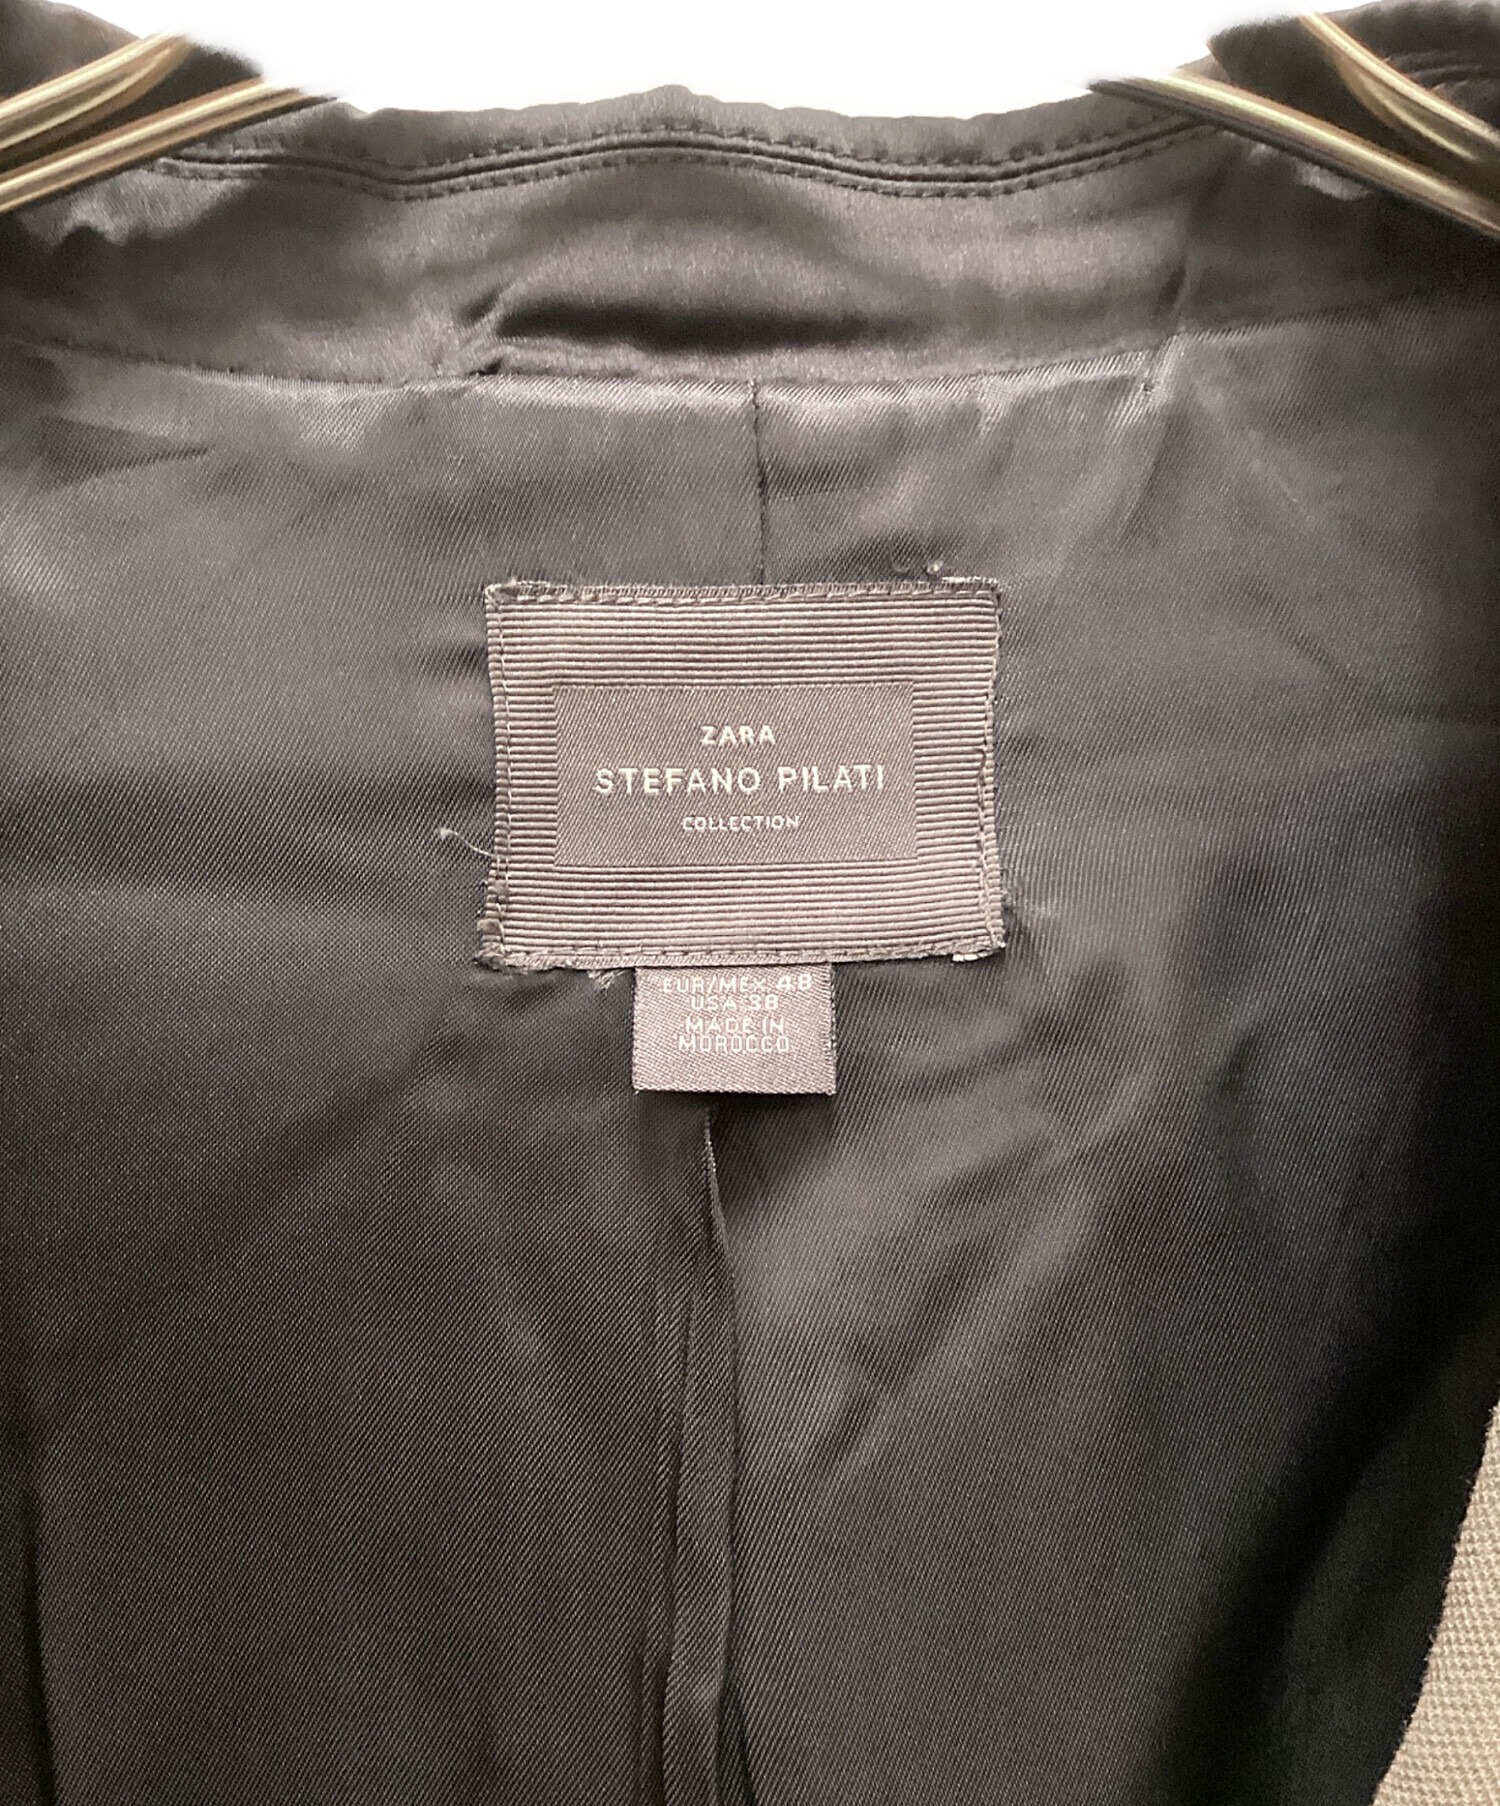 ZARA
STEFANO PILATI
COLLECTION
EUR/MEX 48
USA 38
MADE IN
MOROCCO